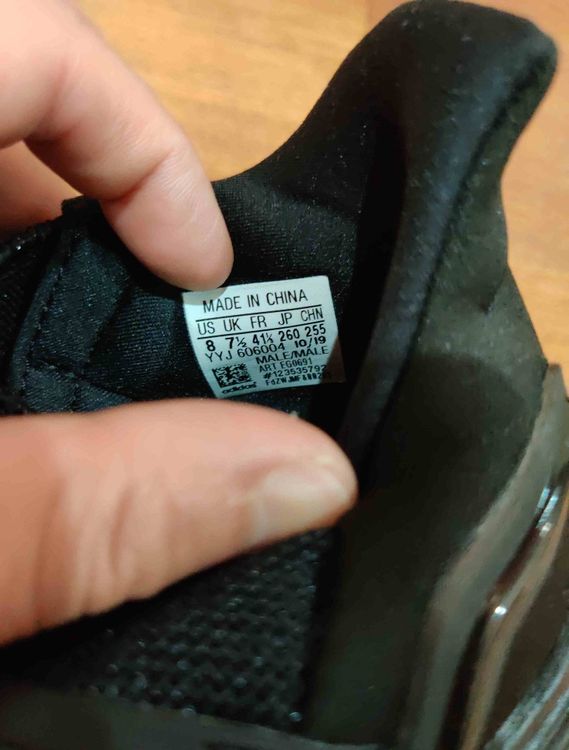 MADE IN CHINA
US UK FR JP CHN
8 7½ 41⅓ 260 255
YYJ 606004 10/19
MALE/MALE
ART EG0691
#123535792
adidas